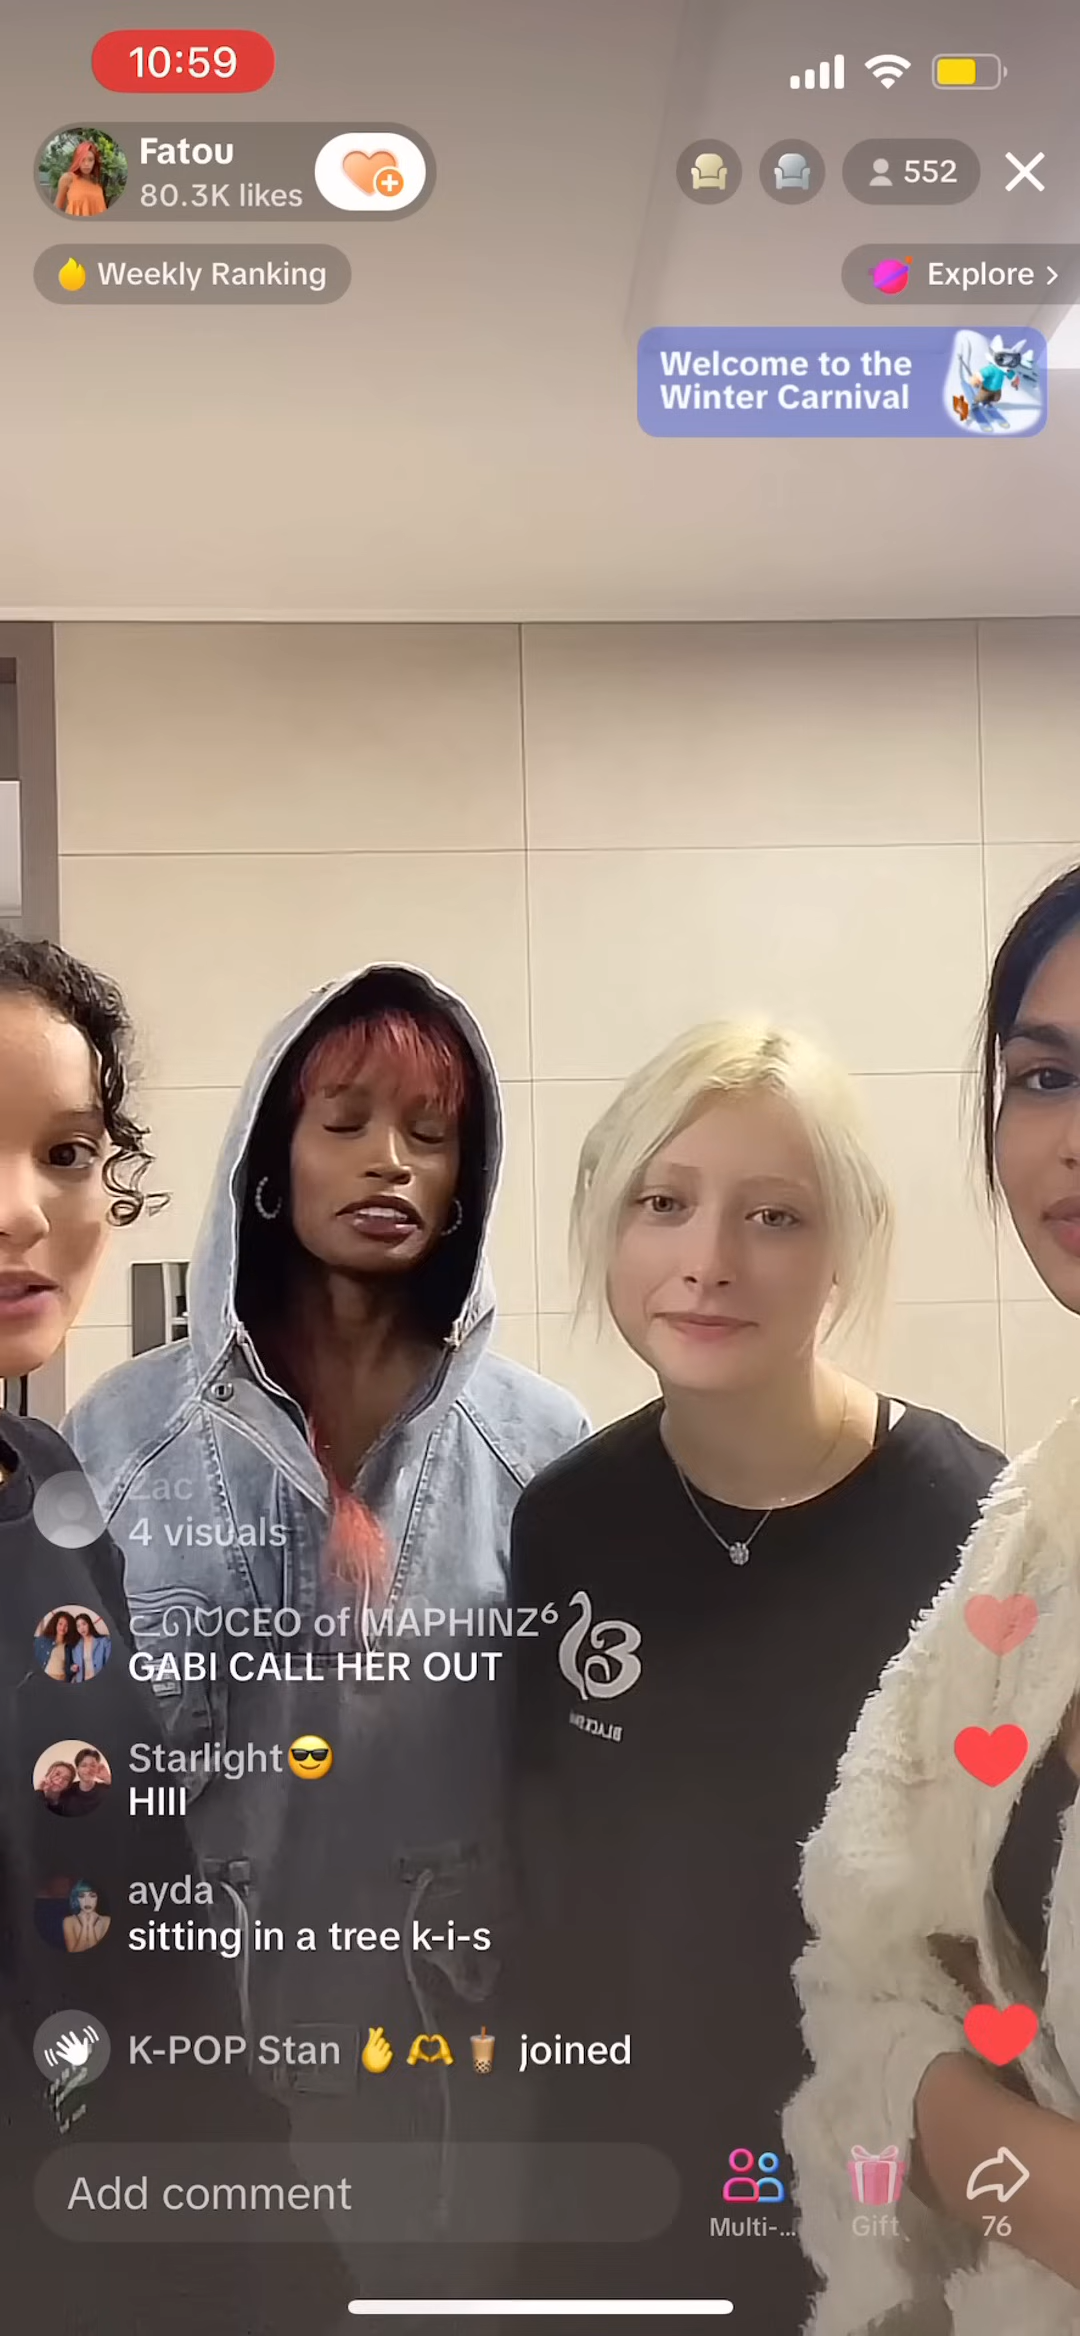 10:59
Fatou
80.3K likes
552
Weekly Ranking
Explore >
Welcome to the
Winter Carnival
Zac
4 visuals
CEO of MAPHINZ⁶
GABI CALL HER OUT
Starlight😎
HIII
ayda
sitting in a tree k-i-s
K-POP Stan 🫰🫶🧋 joined
Add comment
Multi-...
Gift
76